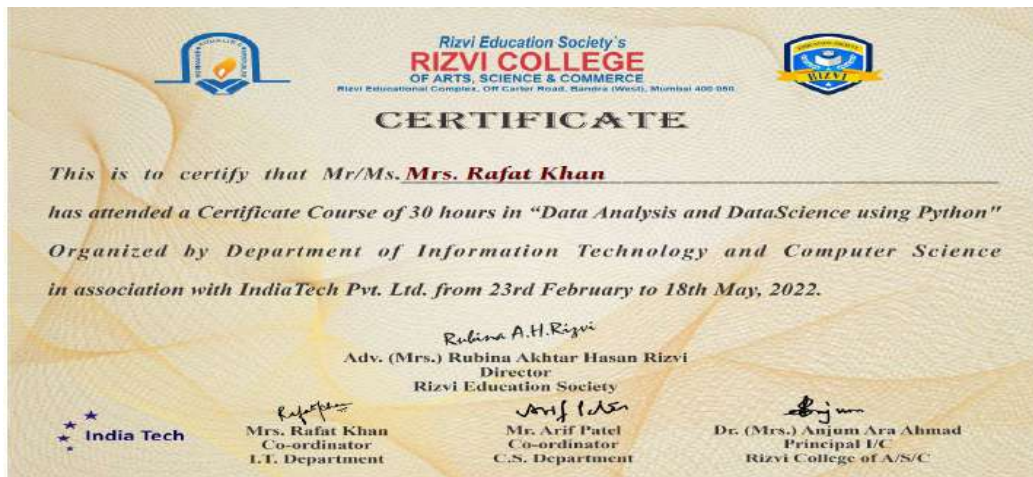 Rizvi Education Society's
RIZVI COLLEGE
OF ARTS, SCIENCE & COMMERCE
Rizvi Educational Complex, Off Carter Road, Bandra (West), Mumbai 400 050
RIZVI
CERTIFICATE
This is to certify that Mr/Ms. Mrs. Rafat Khan
has attended a Certificate Course of 30 hours in “Data Analysis and DataScience using Python"
Organized by Department of Information Technology and Computer Science
in association with IndiaTech Pvt. Ltd. from 23rd February to 18th May, 2022.
Rubina A.H.Rizvi
Adv. (Mrs.) Rubina Akhtar Hasan Rizvi
Director
Rizvi Education Society
India Tech
Mrs. Rafat Khan
Co-ordinator
I.T. Department
Mr. Arif Patel
Co-ordinator
C.S. Department
Dr. (Mrs.) Anjum Ara Ahmad
Principal I/C
Rizvi College of A/S/C